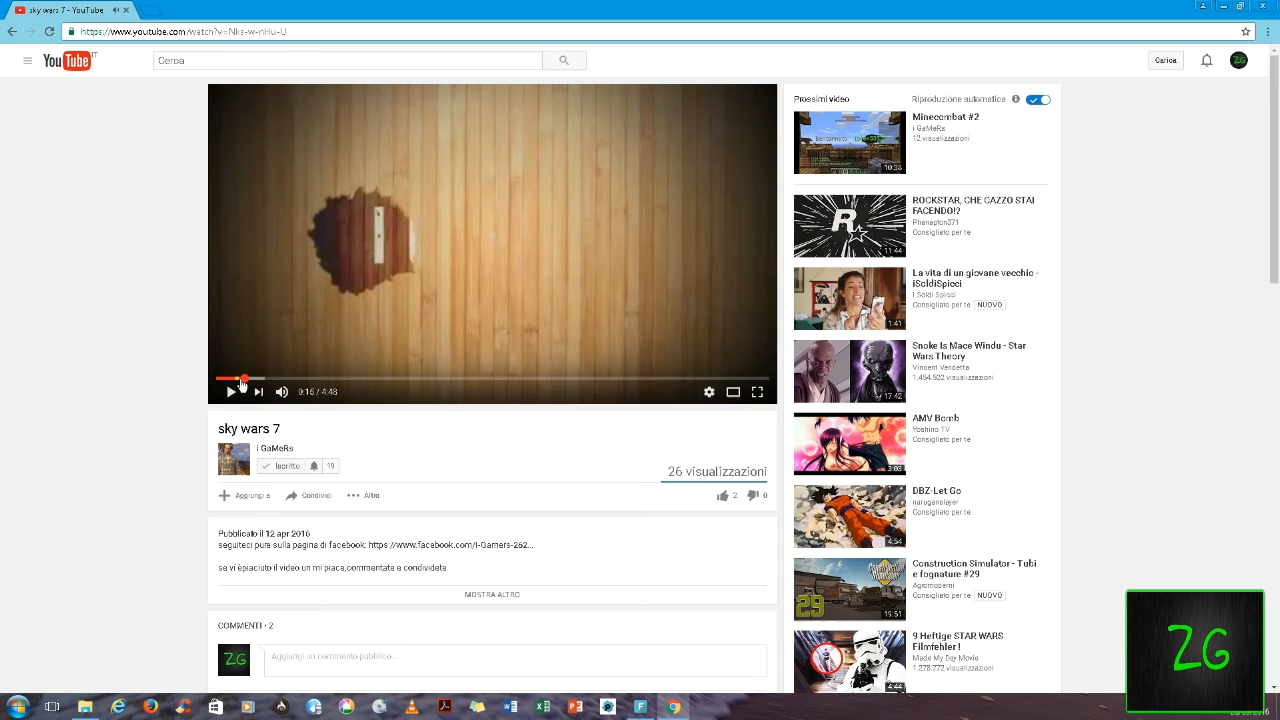 sky wars 7 - YouTube
https://www.youtube.com/watch?v=Nks-w-nHu-U
YouTube IT
Cerca
Carica
ZG
0:15 / 4:48
sky wars 7
i GaMeRs
Iscritto
19
26 visualizzazioni
Aggiungi a
Condividi
Altro
2
0
Pubblicato il 12 apr 2016
seguiteci pure sulla pagina di facebook: https://www.facebook.com/I-Gamers-262...
se vi èpiaciuto il video un mi piace,commentate e condividete
MOSTRA ALTRO
COMMENTI • 2
ZG
Aggiungi un commento pubblico...
Prossimi video
Riproduzione automatica
Minecombat #2
i GaMeRs
12 visualizzazioni
10:38
ROCKSTAR, CHE CAZZO STAI
FACENDO!?
Phenapton371
Consigliato per te
R
11:44
La vita di un giovane vecchio -
iSoldiSpicci
I Soldi Spicci
Consigliato per te NUOVO
1:41
Snoke Is Mace Windu - Star
Wars Theory
Vincent Vendetta
1.454.922 visualizzazioni
17:42
AMV Bomb
Yoshino TV
Consigliato per te
3:03
DBZ-Let Go
naruganslayer
Consigliato per te
4:54
Construction Simulator - Tubi
e fognature #29
Agromoderni
Consigliato per te NUOVO
29
19:51
9 Heftige STAR WARS
Filmfehler !
Made My Day Movie
1.278.772 visualizzazioni
4:44
ZG